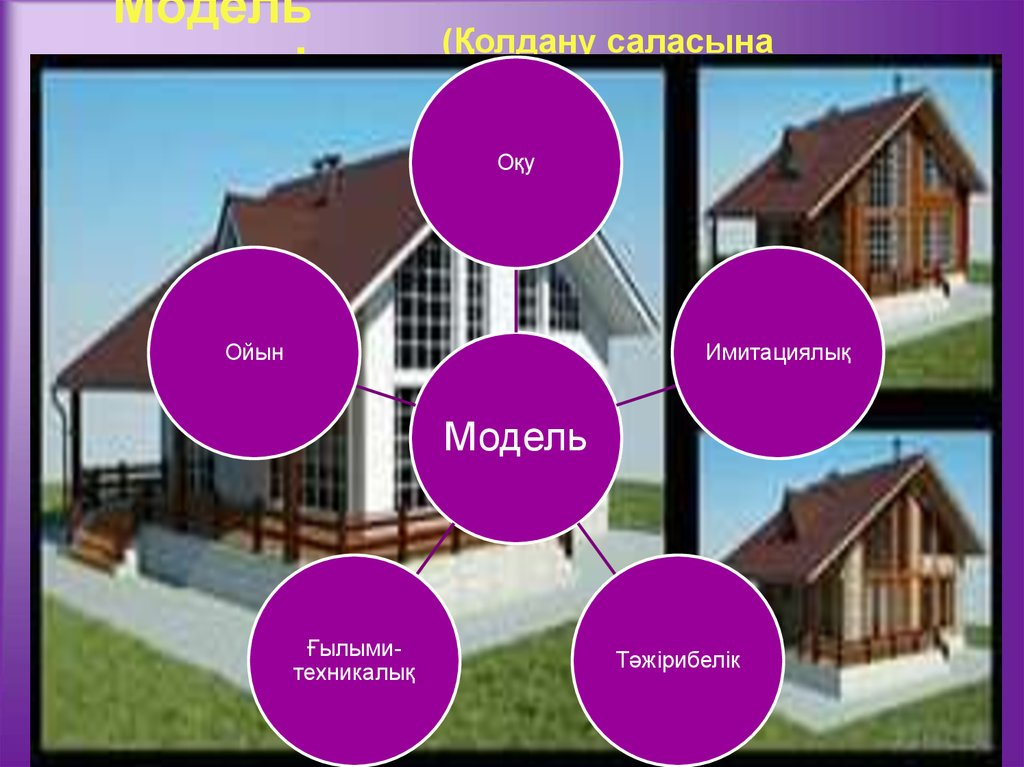 Модель
(Қолдану саласына
Оқу
Ойын
Имитациялық
Модель
Ғылыми-
техникалық
Тәжірибелік